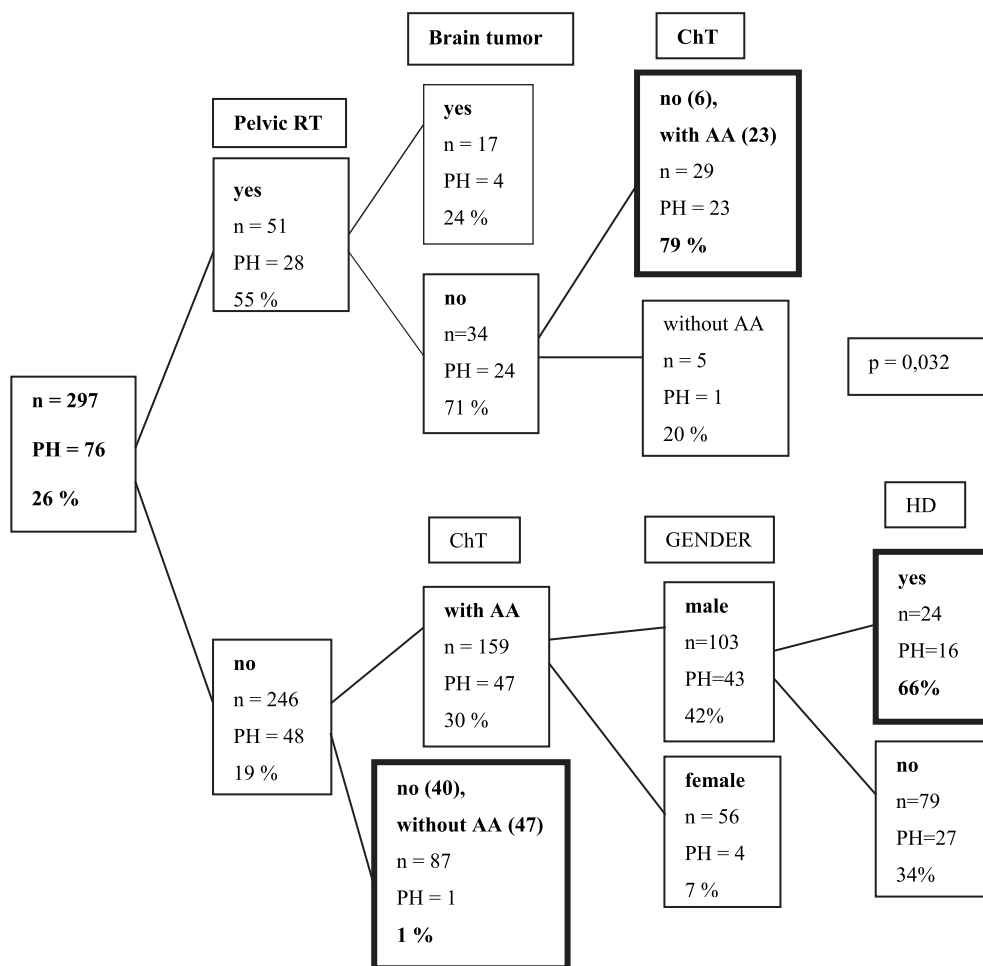 Brain tumor
ChT
Pelvic RT
yes
n = 17
PH = 4
24 %
no (6),
with AA (23)
n = 29
PH = 23
79 %
yes
n = 51
PH = 28
55 %
no
n=34
PH = 24
71 %
without AA
n = 5
PH = 1
20 %
p = 0,032
n = 297
PH = 76
26 %
ChT
GENDER
HD
with AA
n = 159
PH = 47
30 %
male
n=103
PH=43
42%
yes
n=24
PH=16
66%
no
n = 246
PH = 48
19 %
no (40),
without AA (47)
n = 87
PH = 1
1 %
female
n = 56
PH = 4
7 %
no
n=79
PH=27
34%